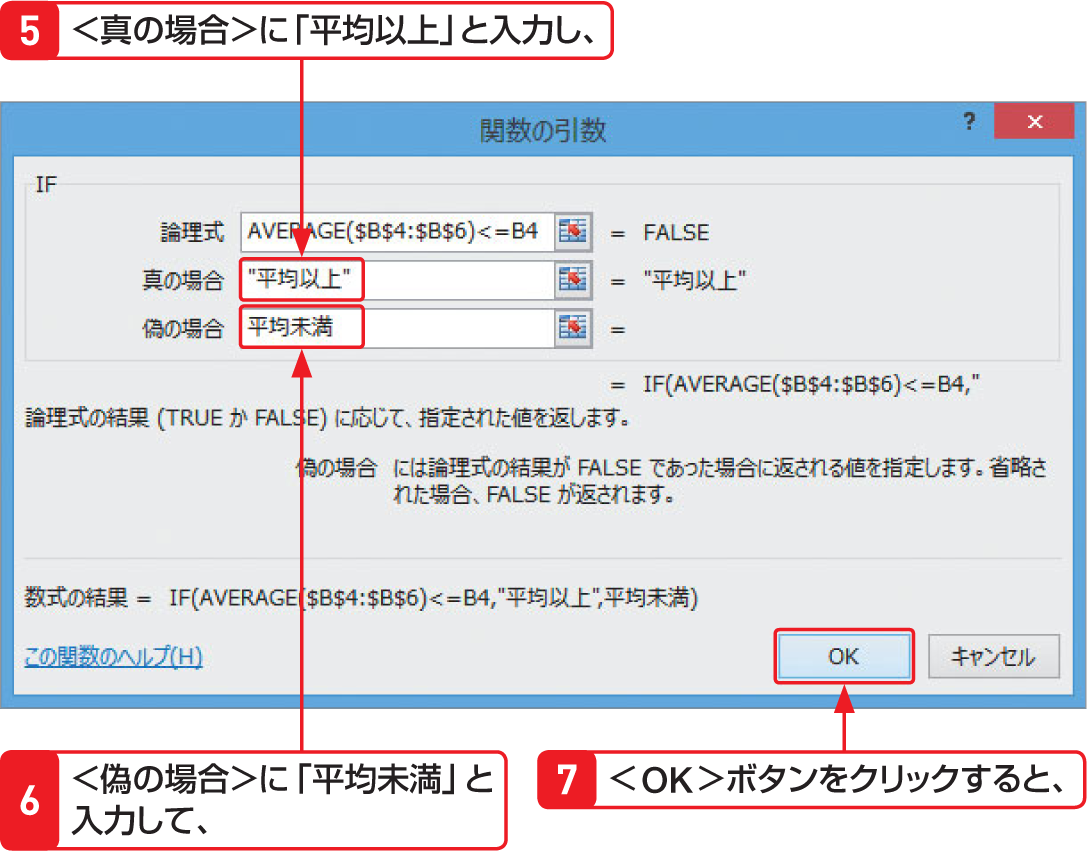 5 <真の場合>に「平均以上」と入力し、
関数の引数 ? ×
IF
論理式 AVERAGE($B$4:$B$6)<=B4 = FALSE
真の場合 "平均以上" = "平均以上"
偽の場合 平均未満 =
= IF(AVERAGE($B$4:$B$6)<=B4,"
論理式の結果 (TRUE か FALSE) に応じて、指定された値を返します。
偽の場合 には論理式の結果が FALSE であった場合に返される値を指定します。省略さ
れた場合、FALSE が返されます。
数式の結果 = IF(AVERAGE($B$4:$B$6)<=B4,"平均以上",平均未満)
この関数のヘルプ(H) OK キャンセル
6 <偽の場合>に「平均未満」と
入力して、
7 <OK>ボタンをクリックすると、